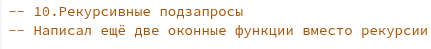 -- 10.Рекурсивные подзапросы
-- Написал ещё две оконные функции вместо рекурсии